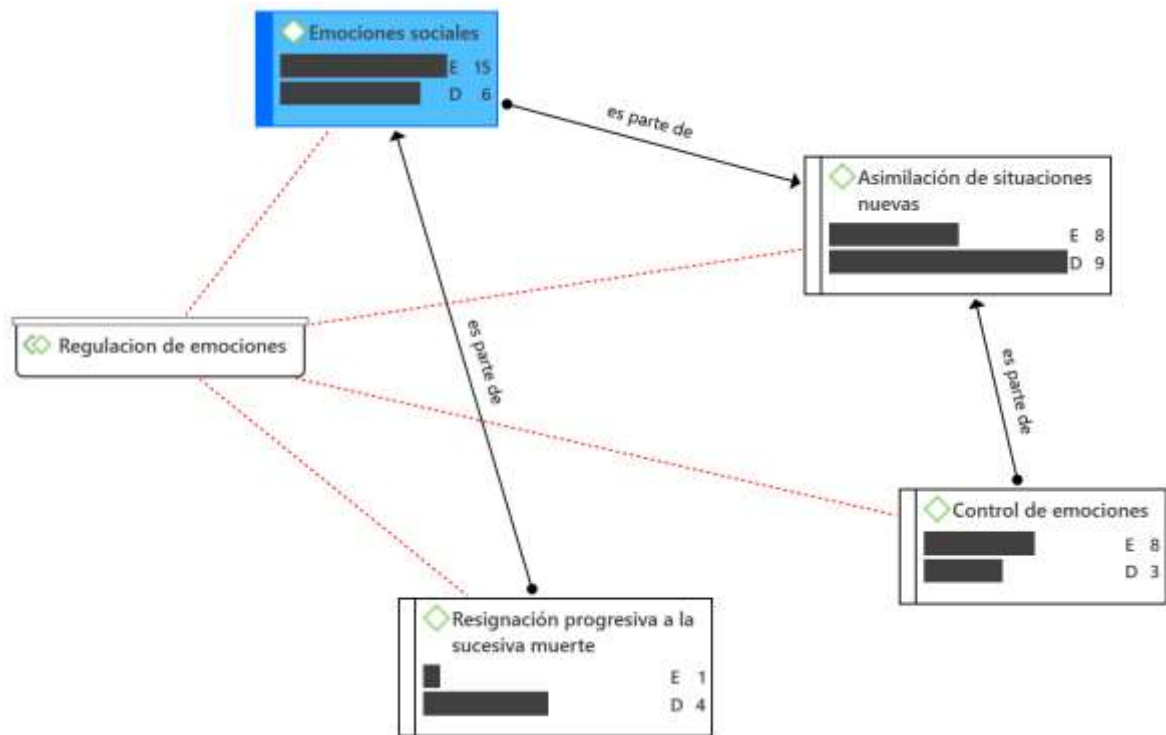 Emociones sociales
E 15
D 6
es parte de
Asimilación de situaciones
nuevas
E 8
D 9
Regulacion de emociones
es parte de
es parte de
Control de emociones
E 8
D 3
Resignación progresiva a la
sucesiva muerte
E 1
D 4